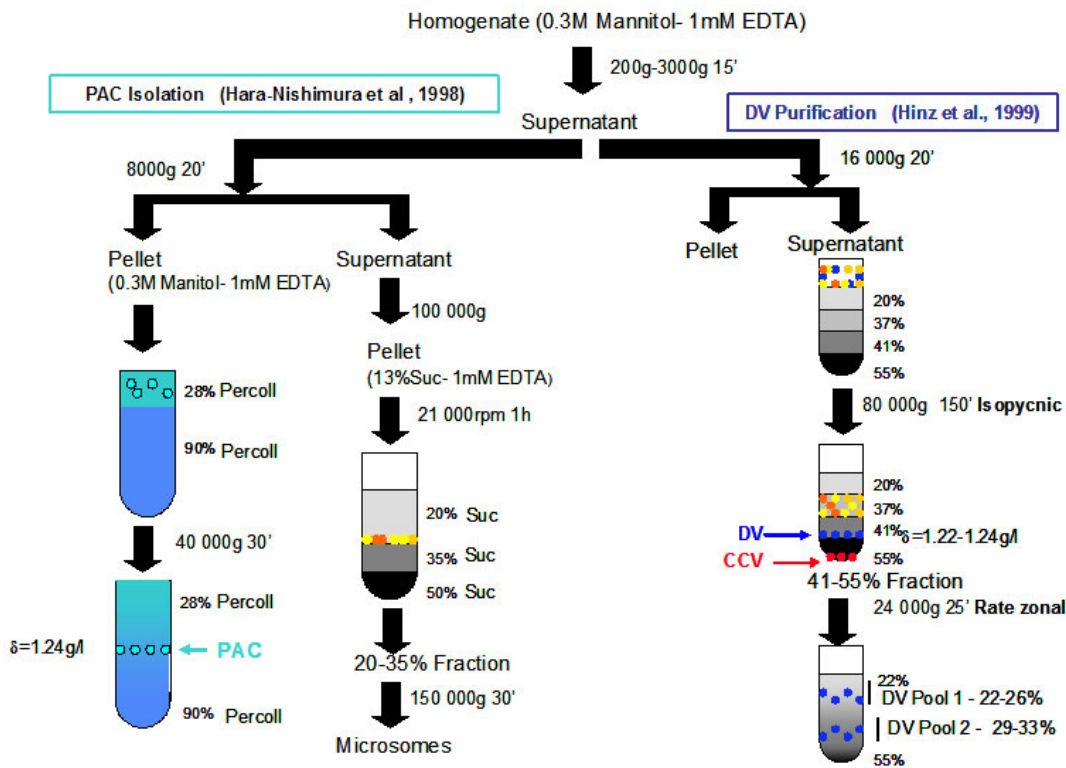 Homogenate (0.3M Mannitol- 1mM EDTA)
200g-3000g 15’
PAC Isolation (Hara-Nishimura et al , 1998)
DV Purification (Hinz et al., 1999)
Supernatant
8000g 20’
16 000g 20’
Pellet
(0.3M Manitol- 1mM EDTA)
Supernatant
100 000g
Pellet
(13%Suc- 1mM EDTA)
21 000rpm 1h
28% Percoll
90% Percoll
40 000g 30’
28% Percoll
δ=1.24g/l
PAC
90% Percoll
20% Suc
35% Suc
50% Suc
20-35% Fraction
150 000g 30’
Microsomes
Pellet
Supernatant
20%
37%
41%
55%
80 000g 150’ Isopycnic
20%
37%
41%
DV
δ=1.22-1.24g/l
CCV
55%
41-55% Fraction
24 000g 25’ Rate zonal
22%
DV Pool 1 - 22-26%
DV Pool 2 - 29-33%
55%